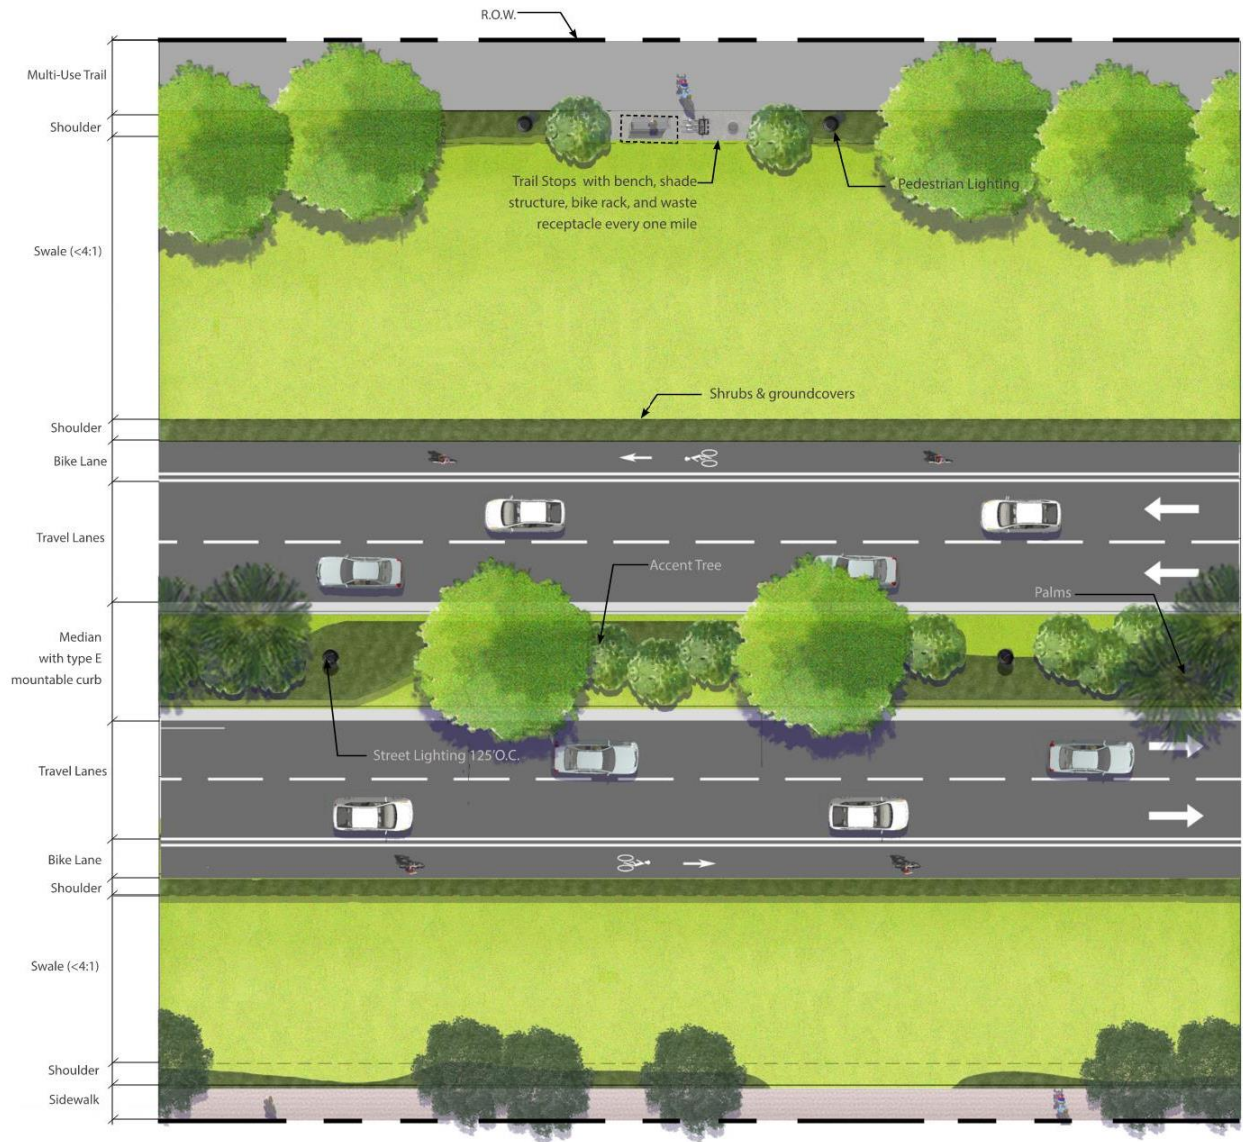 R.O.W.
Multi-Use Trail
Shoulder
Trail Stops with bench, shade
structure, bike rack, and waste
receptacle every one mile
Pedestrian Lighting
Swale (<4:1)
Shrubs & groundcovers
Shoulder
Bike Lane
Travel Lanes
Accent Tree
Palms
Median
with type E
mountable curb
Street Lighting 125'O.C.
Travel Lanes
Bike Lane
Shoulder
Swale (<4:1)
Shoulder
Sidewalk